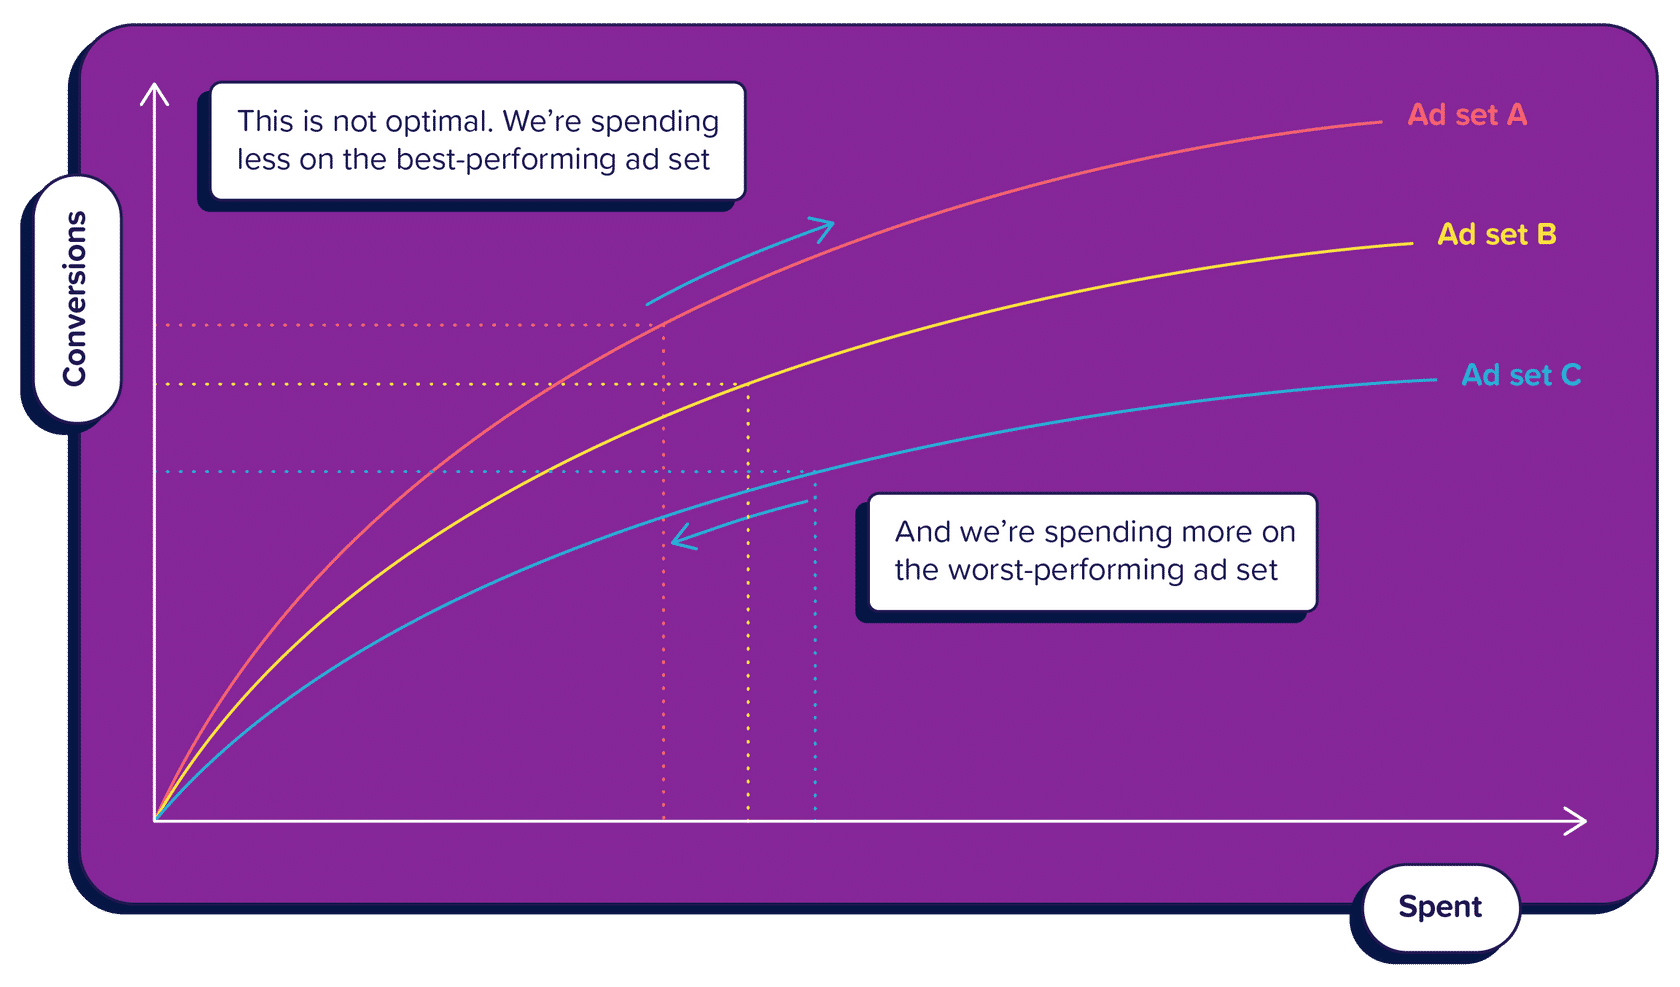 This is not optimal. We’re spending
less on the best-performing ad set
Ad set A
Ad set B
Conversions
Ad set C
And we’re spending more on
the worst-performing ad set
Spent